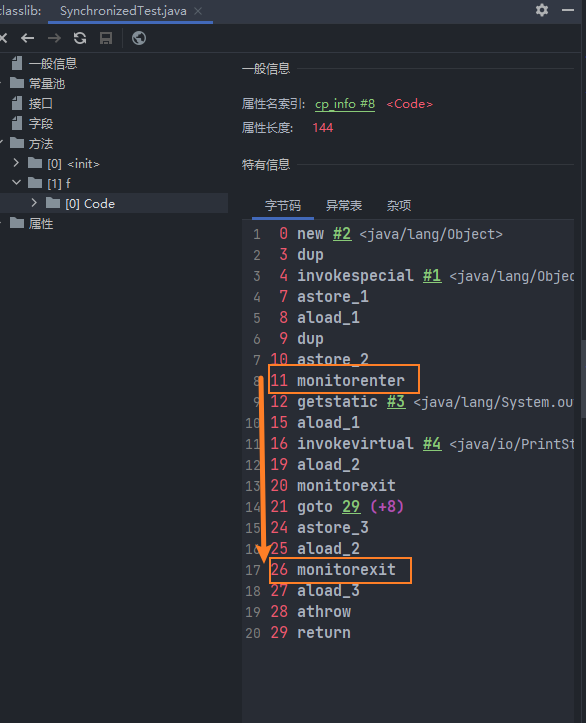 classlib:
SynchronizedTest.java
一般信息
常量池
接口
字段
方法
[0] <init>
[1] f
[0] Code
属性
一般信息
属性名索引: cp_info #8 <Code>
属性长度: 144
特有信息
字节码 异常表 杂项
1 0 new #2 <java/lang/Object>
2 3 dup
3 4 invokespecial #1 <java/lang/Objec
4 7 astore_1
5 8 aload_1
6 9 dup
7 10 astore_2
8 11 monitorenter
9 12 getstatic #3 <java/lang/System.ou
10 15 aload_1
11 16 invokevirtual #4 <java/io/PrintSt
12 19 aload_2
13 20 monitorexit
14 21 goto 29 (+8)
15 24 astore_3
16 25 aload_2
17 26 monitorexit
18 27 aload_3
19 28 athrow
20 29 return